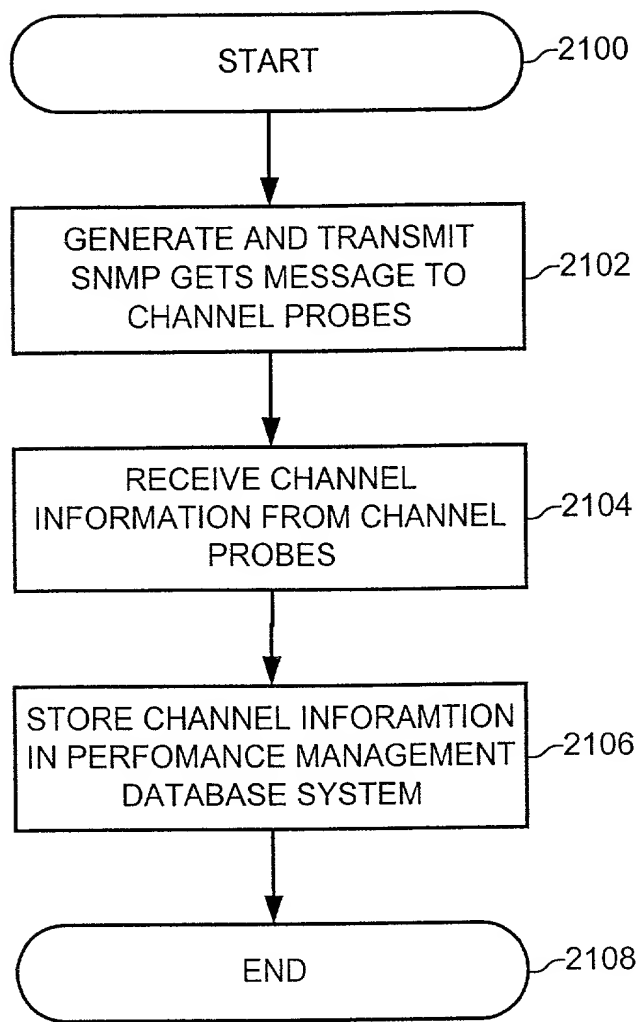 START
2100
GENERATE AND TRANSMIT
SNMP GETS MESSAGE TO
CHANNEL PROBES
2102
RECEIVE CHANNEL
INFORMATION FROM CHANNEL
PROBES
2104
STORE CHANNEL INFORAMTION
IN PERFOMANCE MANAGEMENT
DATABASE SYSTEM
2106
END
2108